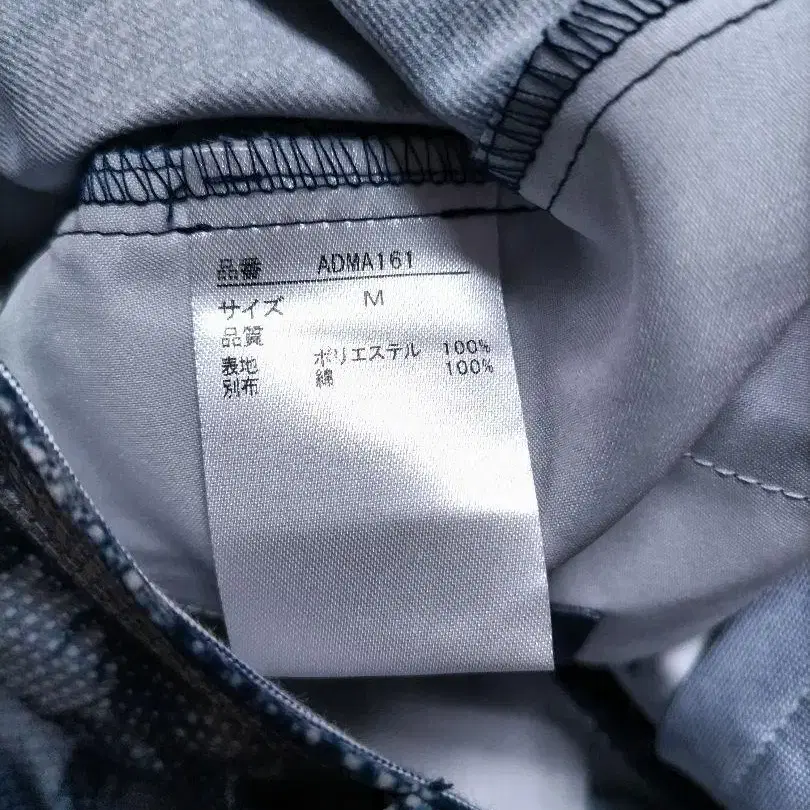 品番 ADMA161
サイズ M
品質
表地 ポリエステル 100%
別布 綿 100%